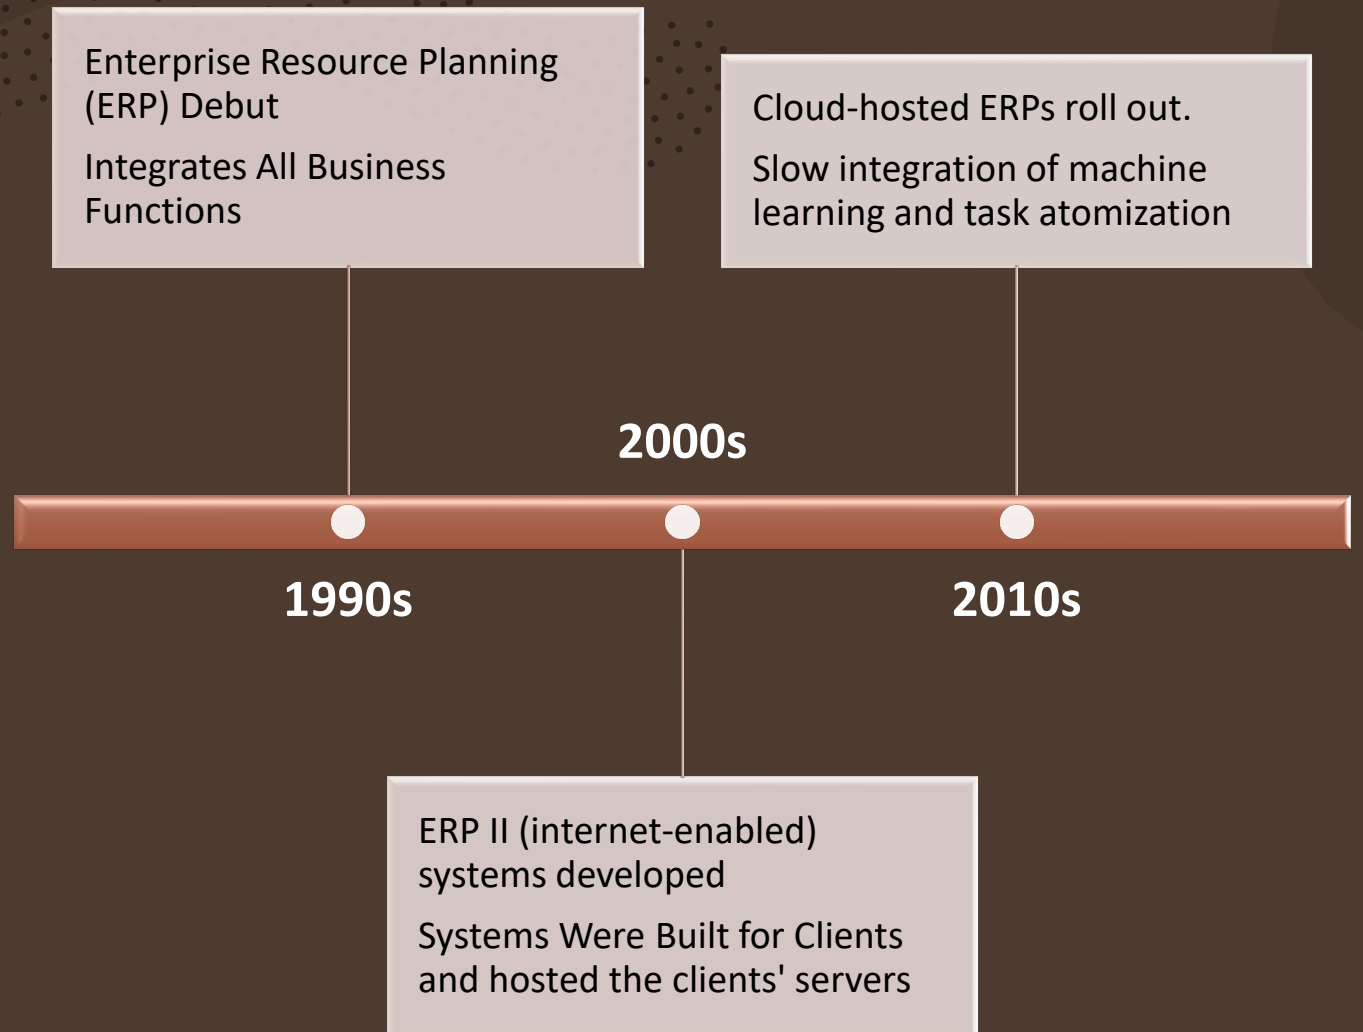 Enterprise Resource Planning
(ERP) Debut
Integrates All Business
Functions
Cloud-hosted ERPs roll out.
Slow integration of machine
learning and task atomization
2000s
1990s
2010s
ERP II (internet-enabled)
systems developed
Systems Were Built for Clients
and hosted the clients' servers